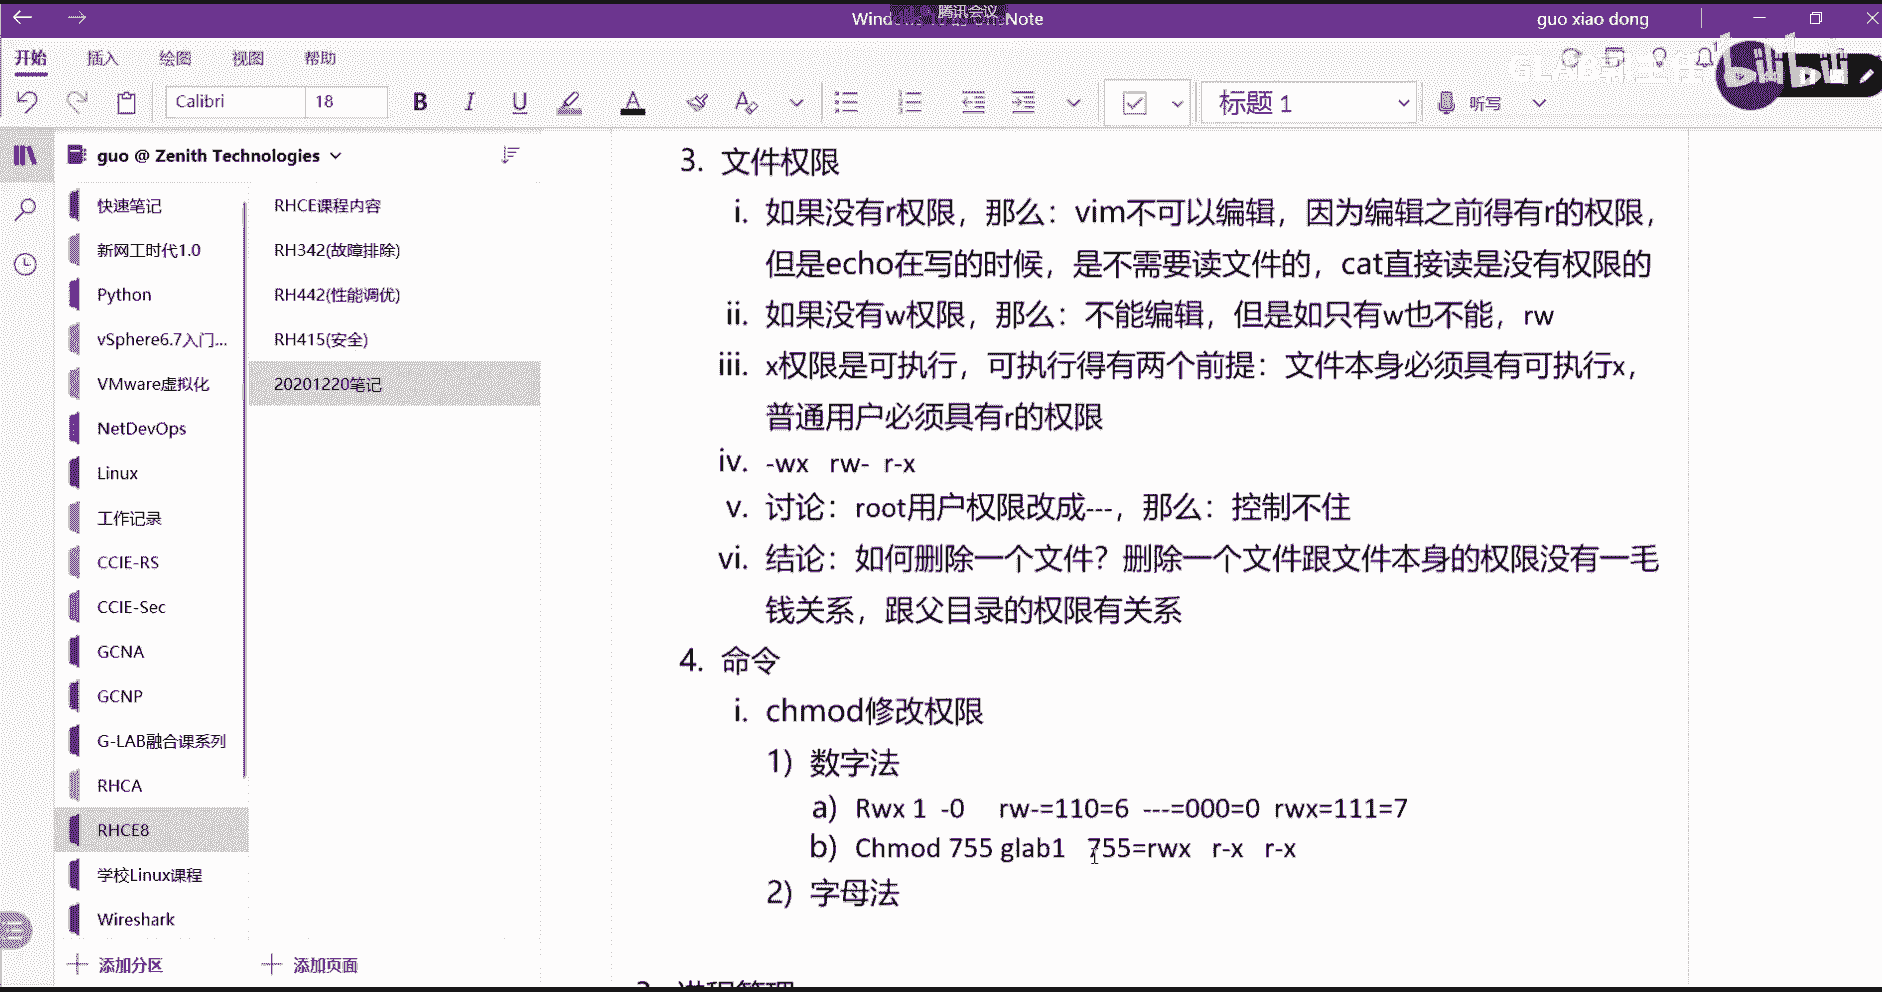 腾讯会议
guo xiao dong
开始 插入 绘图 视图 帮助
Calibri 18 B I U A 标题 1 听写
guo @ Zenith Technologies
快速笔记
新网工时代1.0
Python
vSphere6.7入门...
VMware虚拟化
NetDevOps
Linux
工作记录
CCIE-RS
CCIE-Sec
GCNA
GCNP
G-LAB融合课系列
RHCA
RHCE8
学校Linux课程
Wireshark
添加分区
RHCE课程内容
RH342(故障排除)
RH442(性能调优)
RH415(安全)
20201220笔记
添加页面
3. 文件权限
i. 如果没有r权限，那么：vim不可以编辑，因为编辑之前得有r的权限，
但是echo在写的时候，是不需要读文件的，cat直接读是没有权限的
ii. 如果没有w权限，那么：不能编辑，但是如只有w也不能，rw
iii. x权限是可执行，可执行得有两个前提：文件本身必须具有可执行x，
普通用户必须具有r的权限
iv. -wx rw- r-x
v. 讨论：root用户权限改成---，那么：控制不住
vi. 结论：如何删除一个文件？删除一个文件跟文件本身的权限没有一毛
钱关系，跟父目录的权限有关系
4. 命令
i. chmod修改权限
1) 数字法
a) Rwx 1 -0 rw-=110=6 ---=000=0 rwx=111=7
b) Chmod 755 glab1 755=rwx r-x r-x
2) 字母法
bilibili